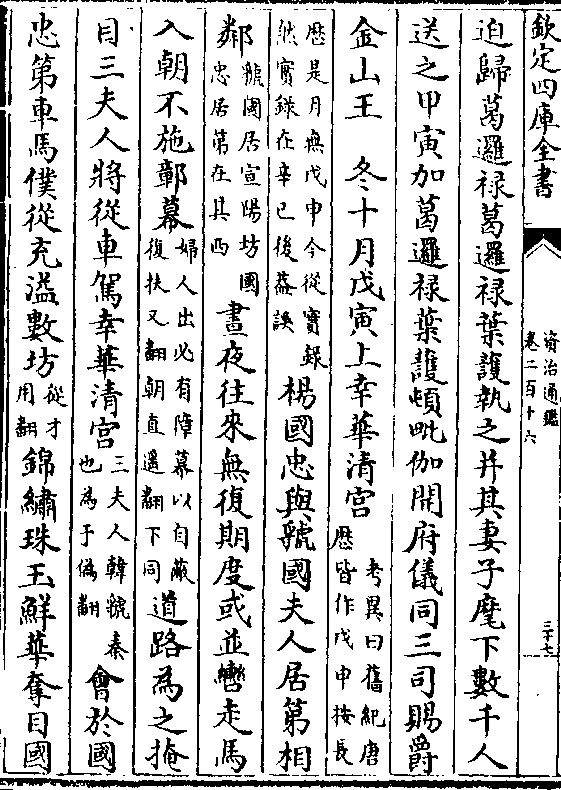 欽定四庫全書
資治通鑑
卷二百十六
三十七
迫歸葛邏祿葛邏祿葉護執之并其妻子麾下數千人
送之甲寅加葛邏祿葉護頓毗伽開府儀同三司賜爵
金山王　冬十月戊寅上幸華清宮考異曰舊紀唐歷皆作戊申按長
歷是月無戊申今從實錄然實錄在辛巳後葢誤楊國忠與虢國夫人居第相
鄰虢國居宣陽坊國忠居第在其西晝夜往來無復期度或並轡走馬
入朝不施鄣幕婦人出必有障幕以自蔽復扶又翻朝直遙翻下同道路為之掩
目三夫人將從車駕幸華清宮三夫人韓虢秦也為于偽翻會於國
忠第車馬僕從充溢數坊從才用翻錦繡珠玉鮮華奪目國